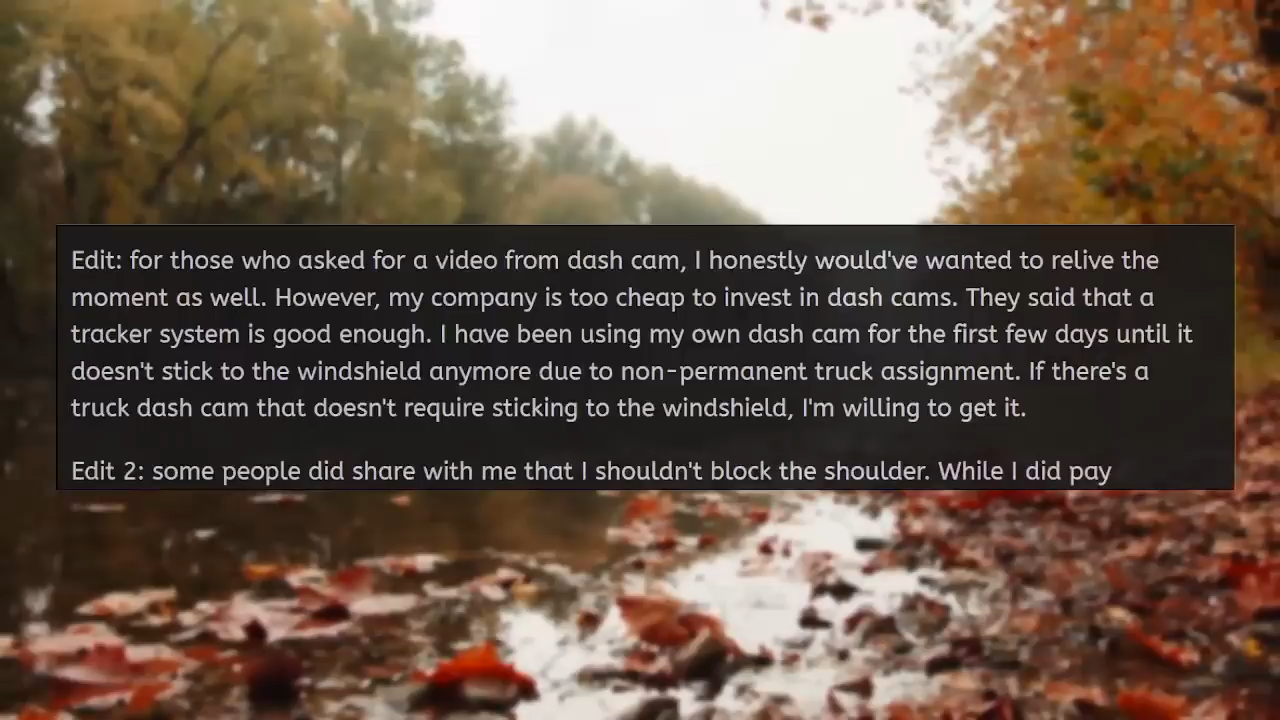 Edit: for those who asked for a video from dash cam, I honestly would've wanted to relive the
moment as well. However, my company is too cheap to invest in dash cams. They said that a
tracker system is good enough. I have been using my own dash cam for the first few days until it
doesn't stick to the windshield anymore due to non-permanent truck assignment. If there's a
truck dash cam that doesn't require sticking to the windshield, I'm willing to get it.
Edit 2: some people did share with me that I shouldn't block the shoulder. While I did pay